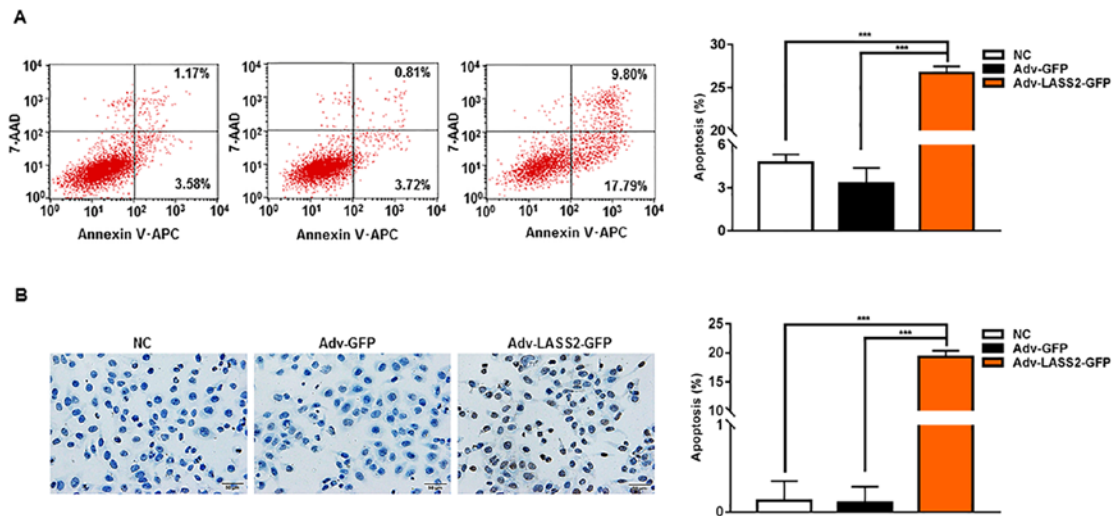 A
10⁴
10³
10²
10¹
10⁰
7-AAD
1.17%
3.58%
10⁰ 10¹ 10² 10³ 10⁴
Annexin V-APC
10⁴
10³
10²
10¹
10⁰
7-AAD
0.81%
3.72%
10⁰ 10¹ 10² 10³ 10⁴
Annexin V-APC
10⁴
10³
10²
10¹
10⁰
7-AAD
9.80%
17.79%
10⁰ 10¹ 10² 10³ 10⁴
Annexin V-APC
Apoptosis (%)
30
25
20
6
3
0
***
***
NC
Adv-GFP
Adv-LASS2-GFP
B
NC
Adv-GFP
Adv-LASS2-GFP
Apoptosis (%)
25
20
15
10
1
0
***
***
NC
Adv-GFP
Adv-LASS2-GFP